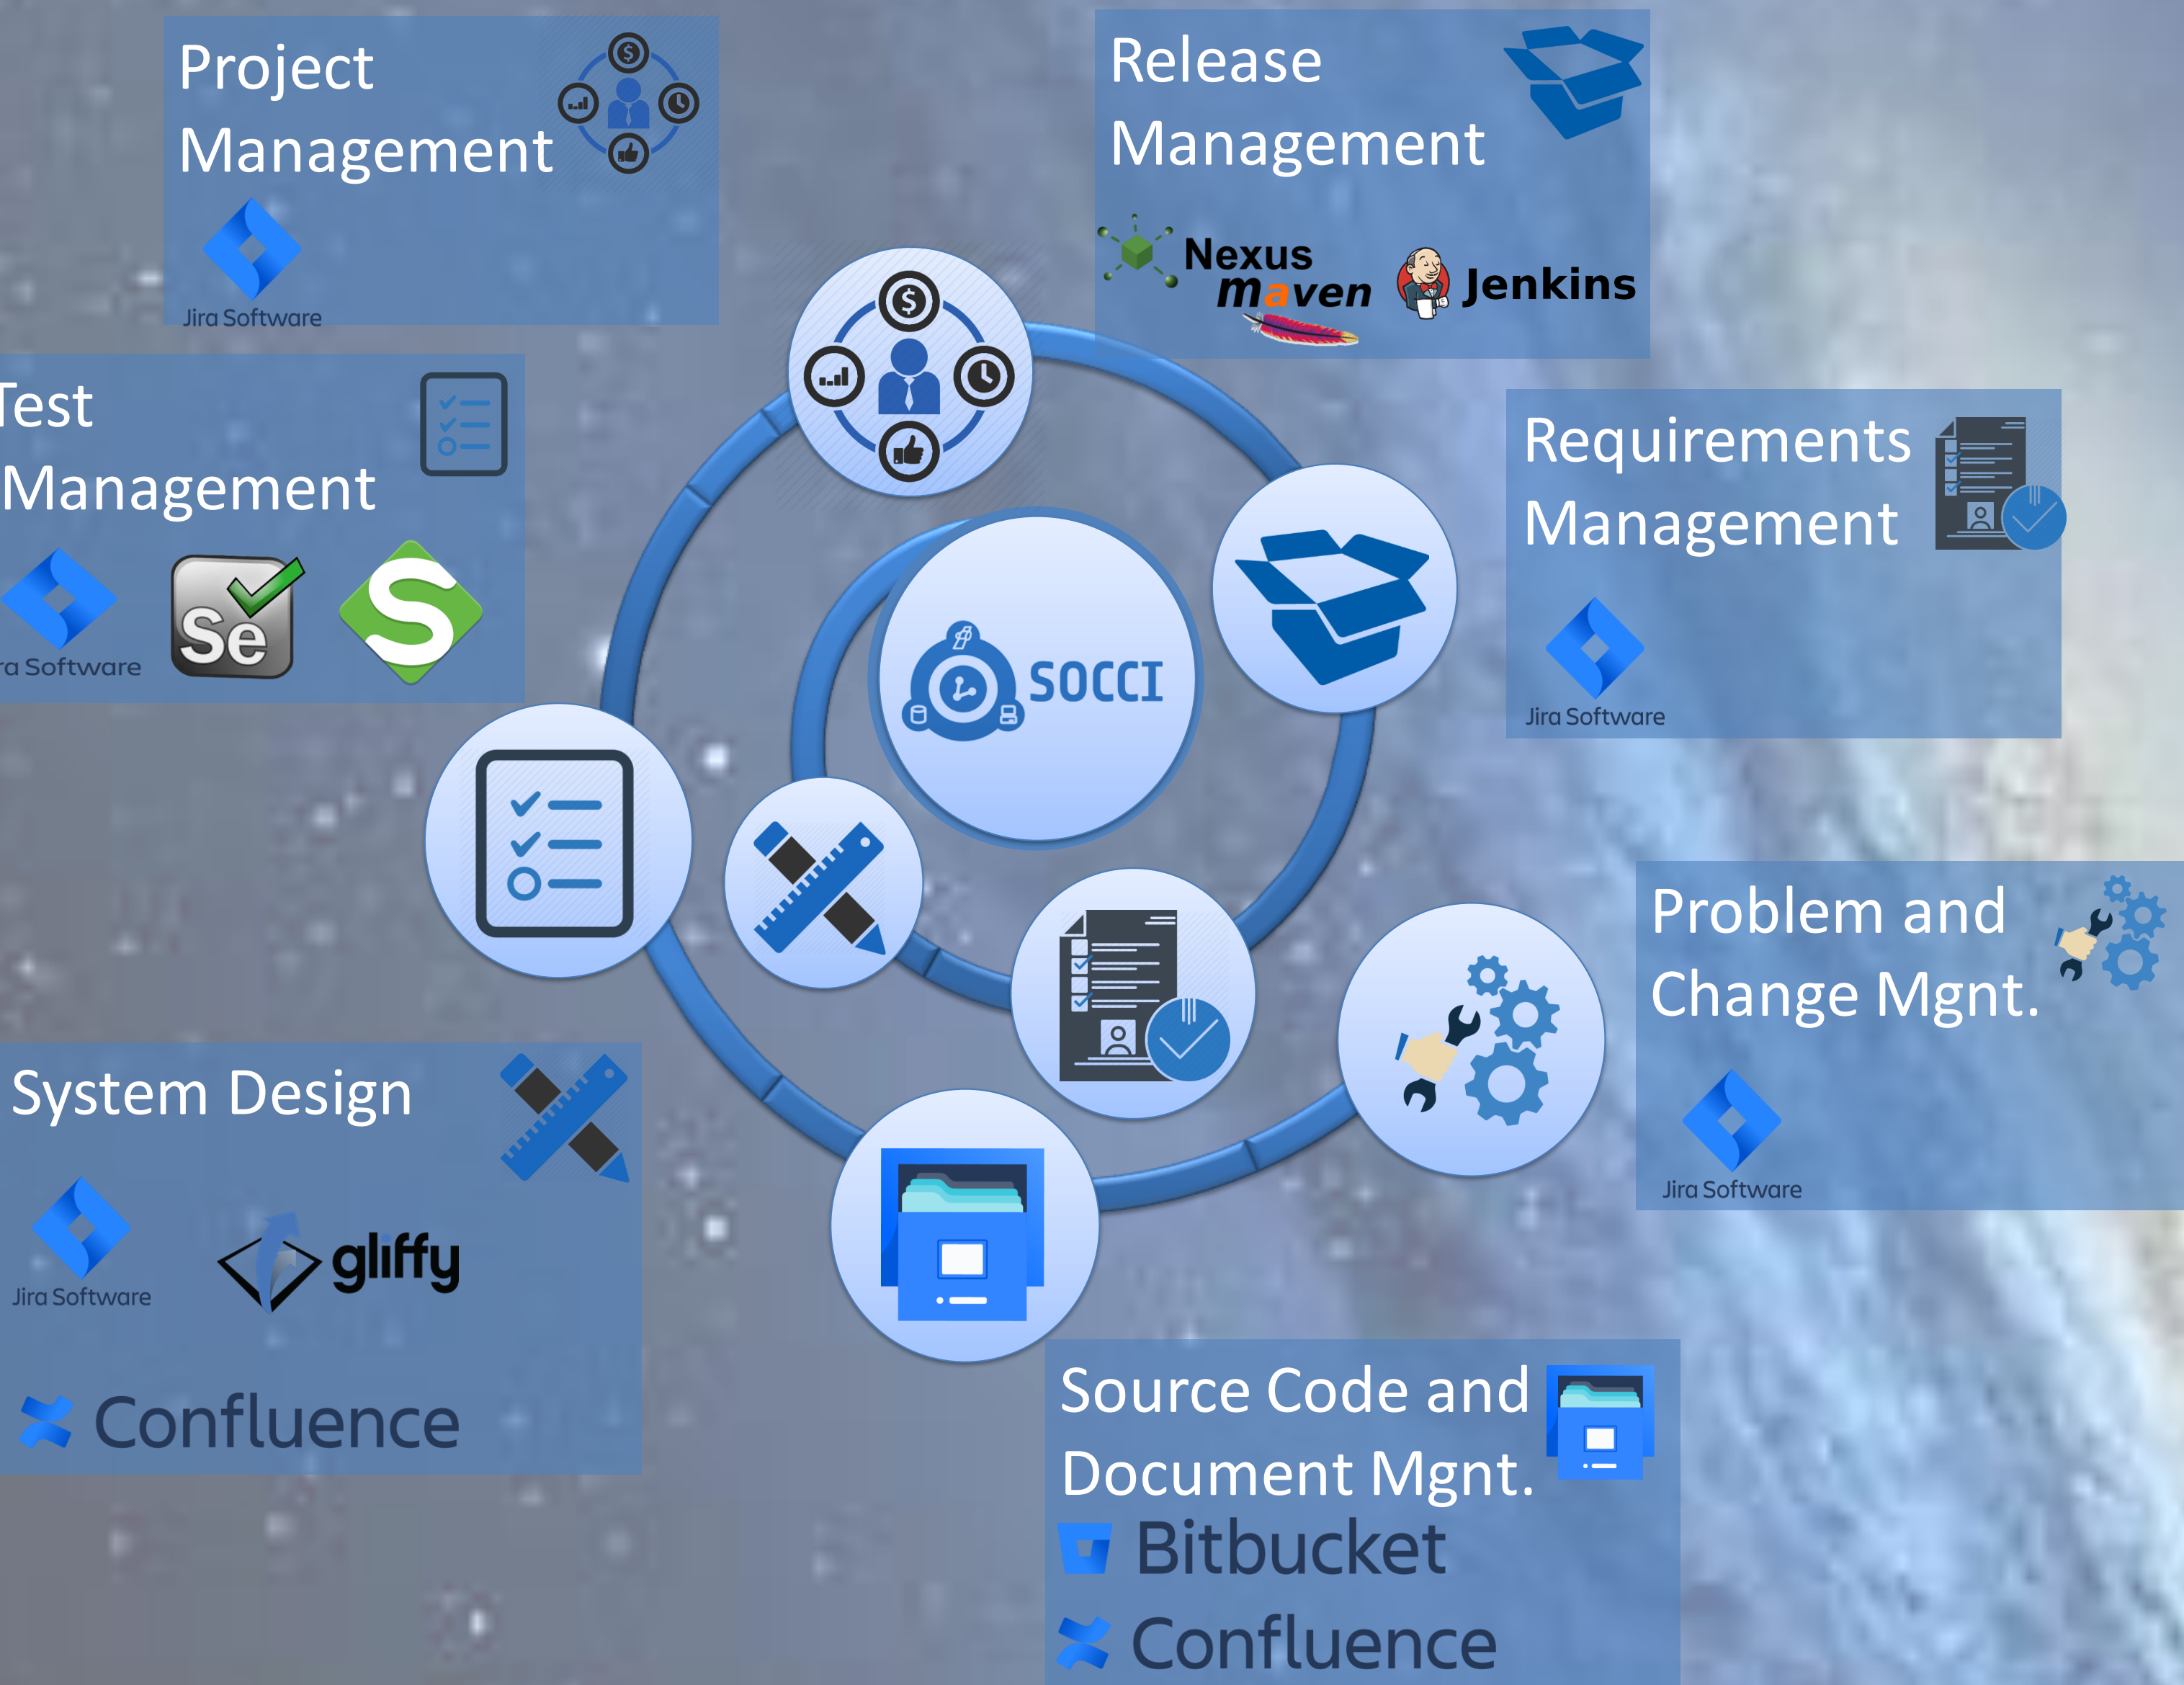 Project
Management
Jira Software
Release
Management
Nexus
maven
Jenkins
Test
Management
ra Software
Se
S
Requirements
Management
Jira Software
SOCCI
Problem and
Change Mgnt.
Jira Software
System Design
Jira Software
gliffy
Confluence
Source Code and
Document Mgnt.
Bitbucket
Confluence